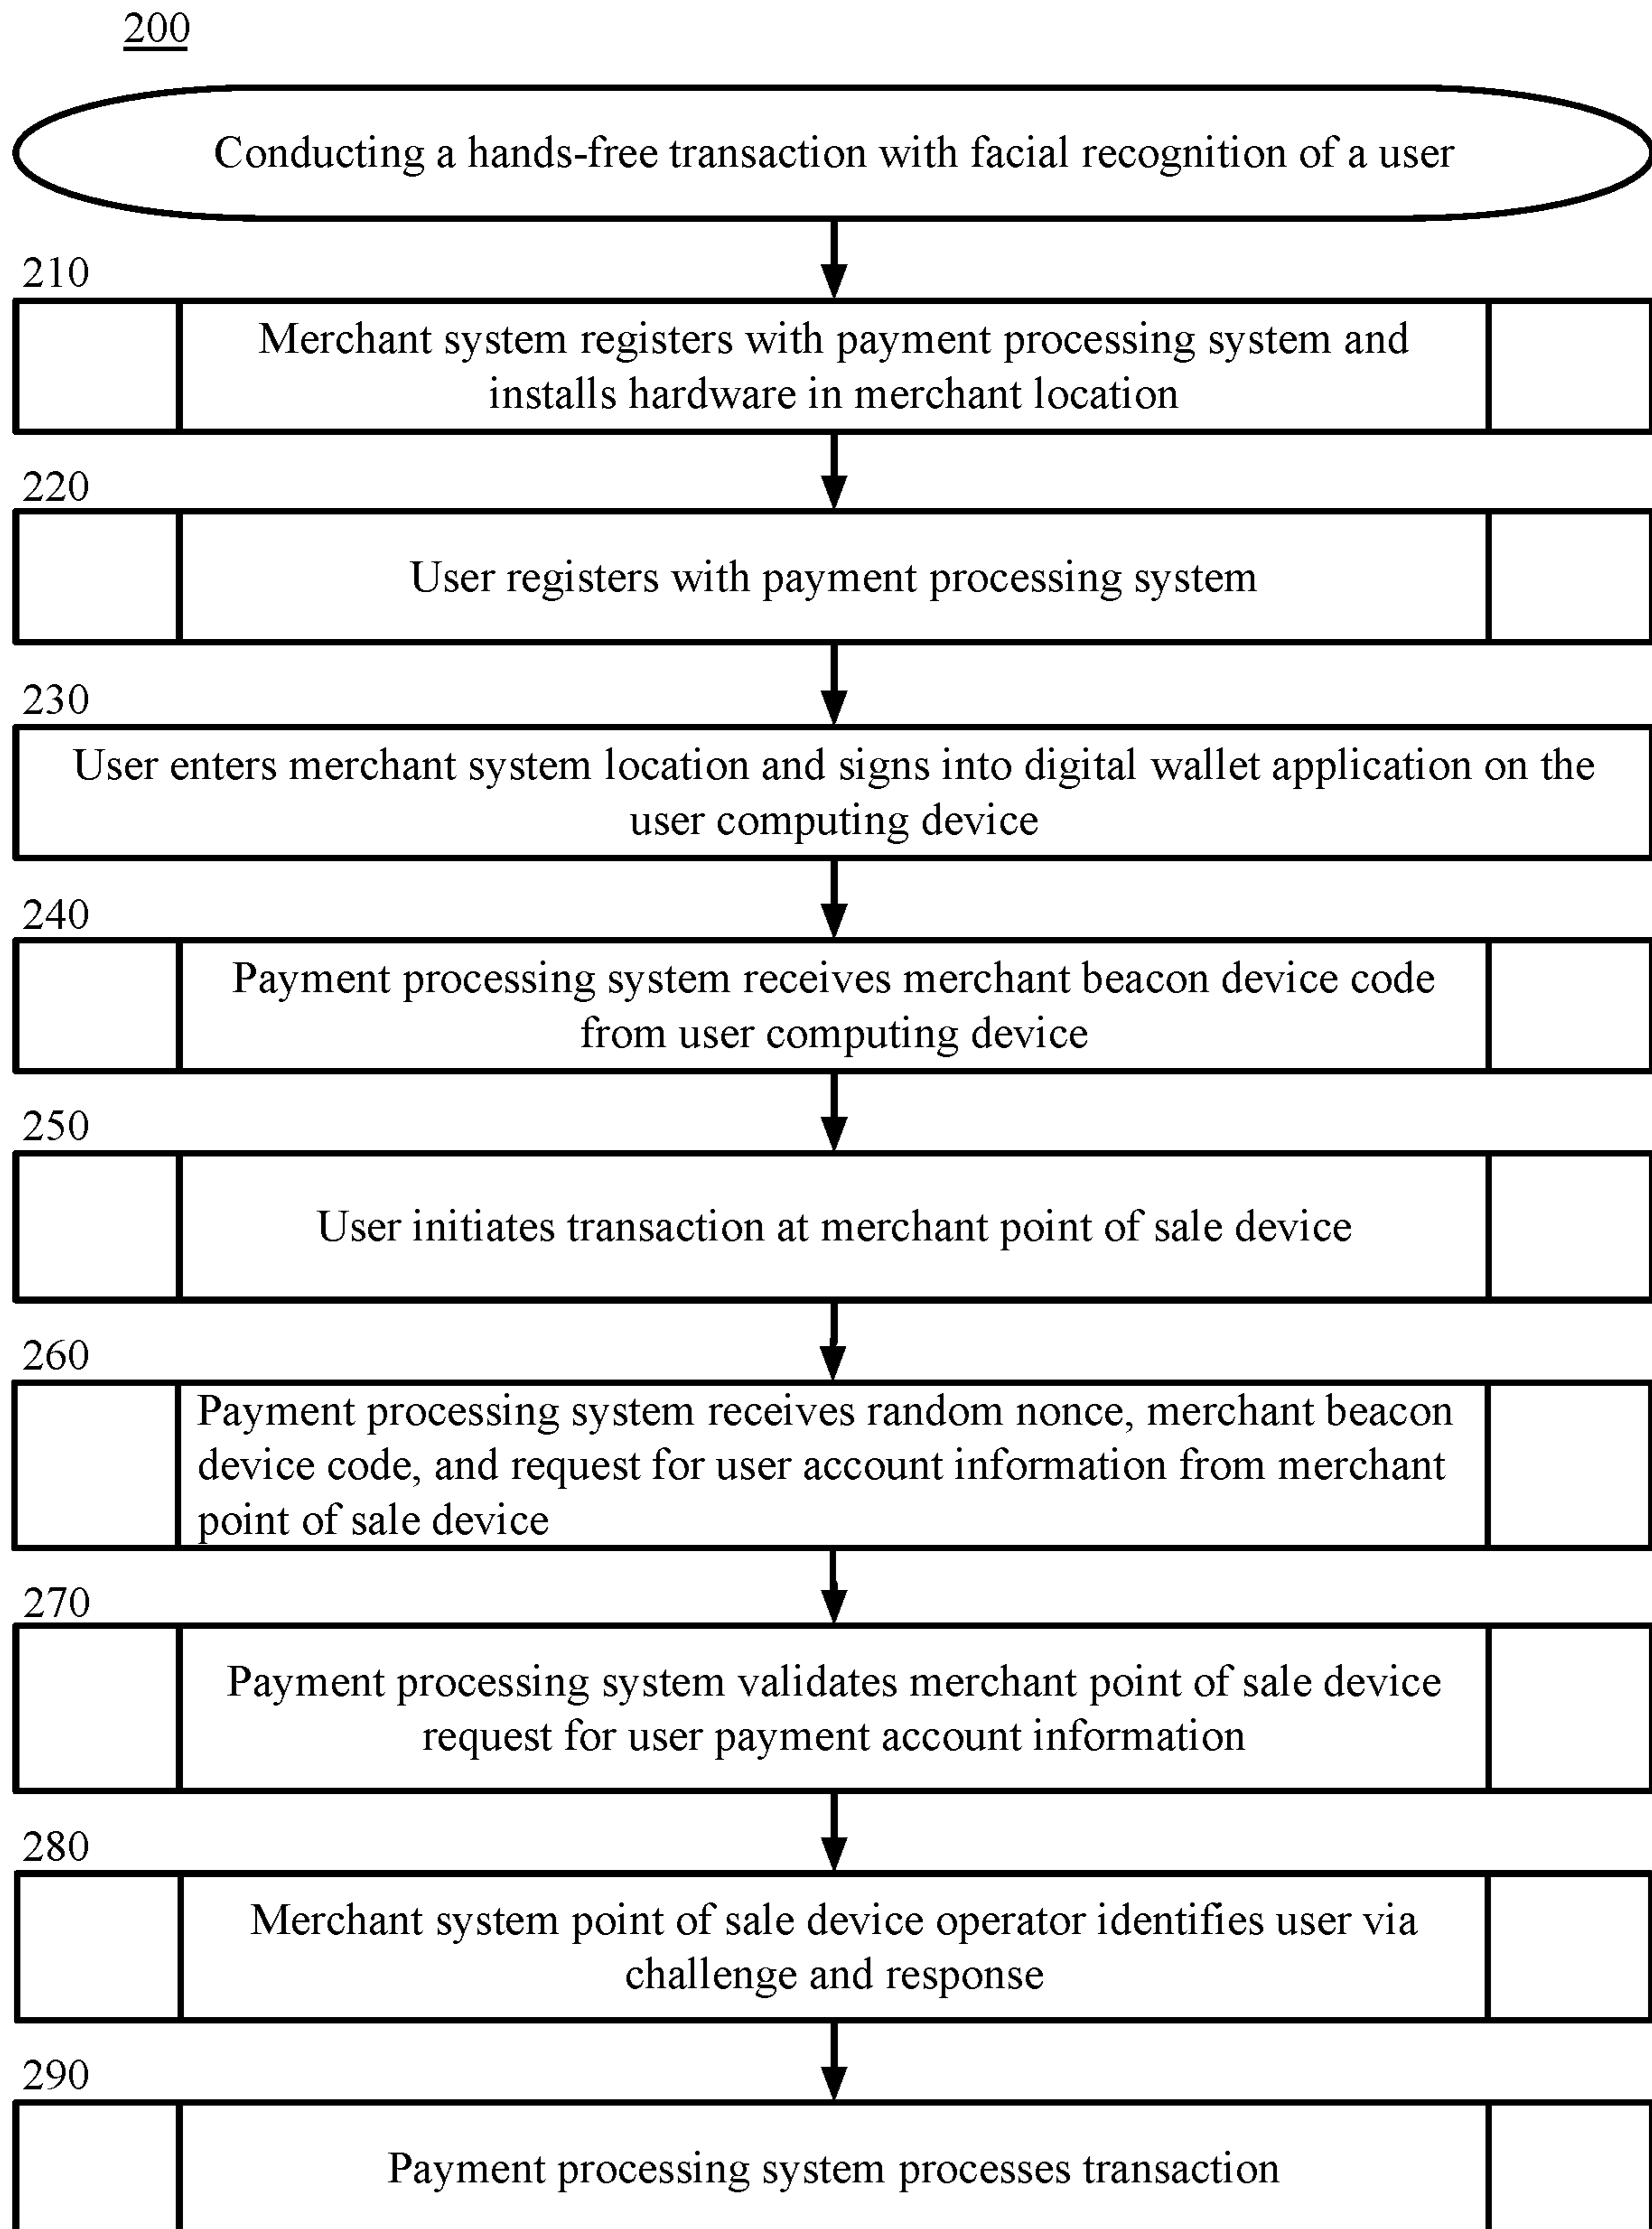 200
Conducting a hands-free transaction with facial recognition of a user
210
Merchant system registers with payment processing system and
installs hardware in merchant location
220
User registers with payment processing system
230
User enters merchant system location and signs into digital wallet application on the
user computing device
240
Payment processing system receives merchant beacon device code
from user computing device
250
User initiates transaction at merchant point of sale device
260
Payment processing system receives random nonce, merchant beacon
device code, and request for user account information from merchant
point of sale device
270
Payment processing system validates merchant point of sale device
request for user payment account information
280
Merchant system point of sale device operator identifies user via
challenge and response
290
Payment processing system processes transaction